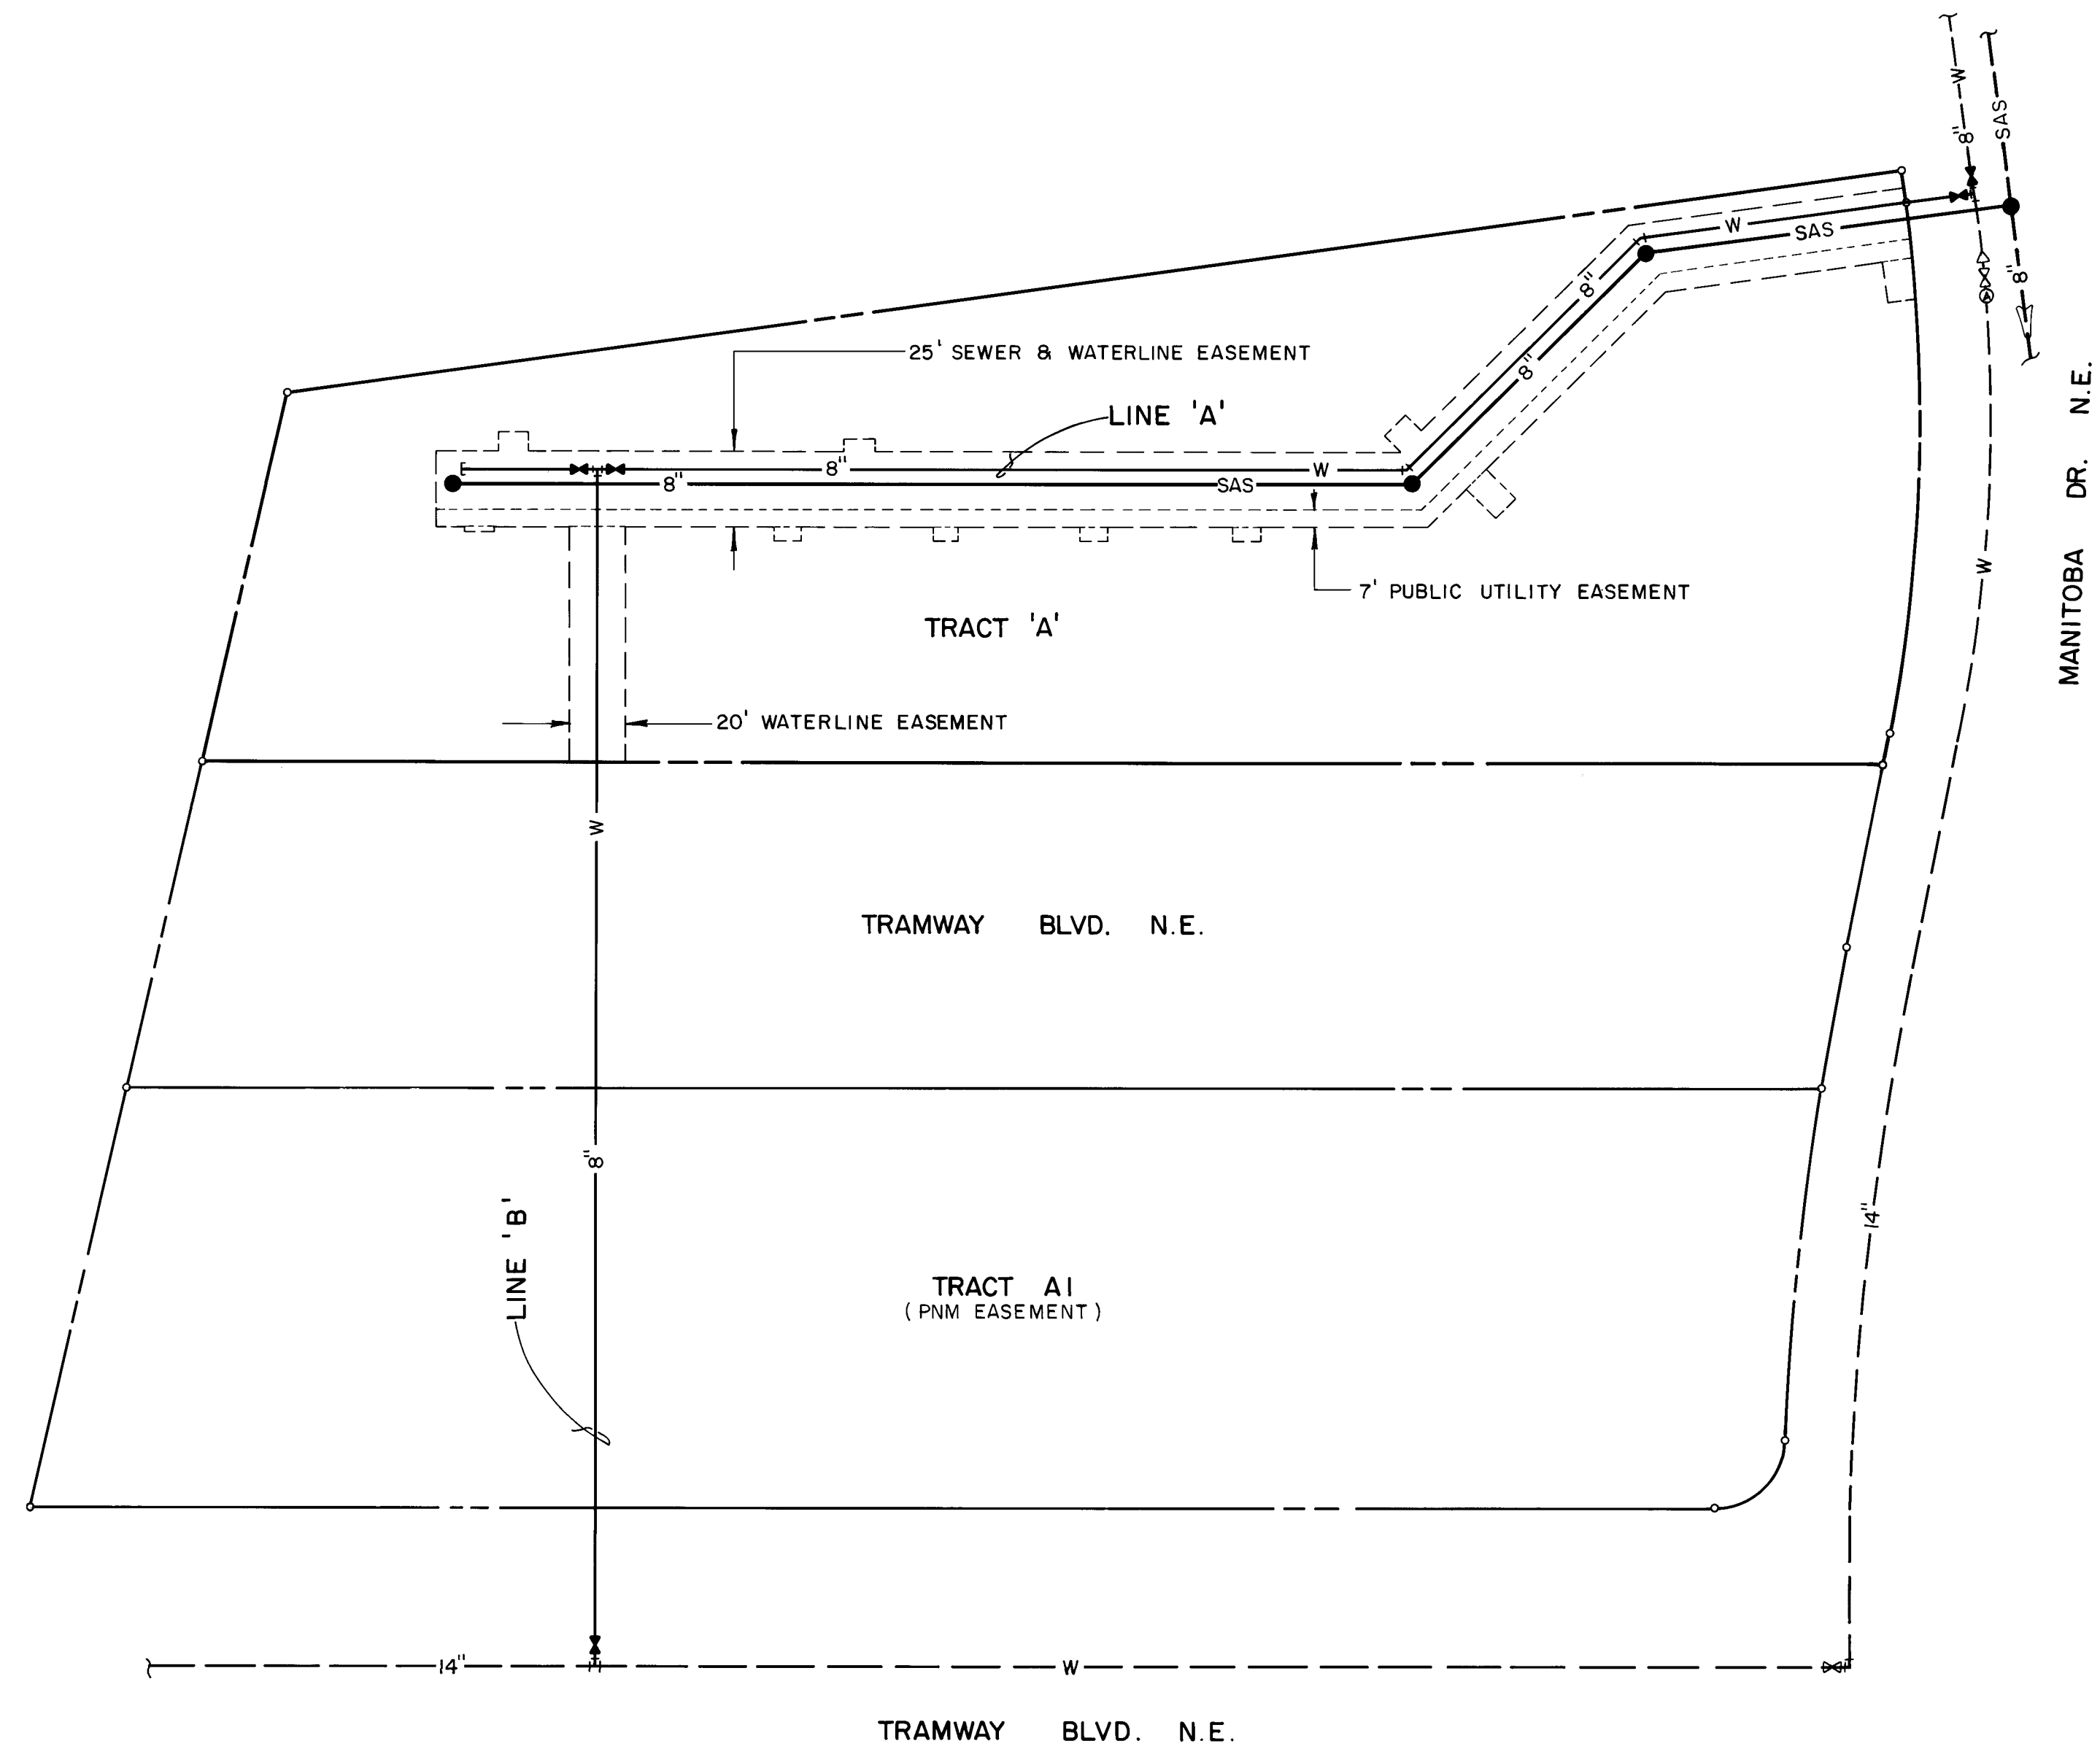 W
SAS
8"
W
SAS
8"
25' SEWER & WATERLINE EASEMENT
LINE 'A'
8"
8"
8"
W
8"
SAS
7' PUBLIC UTILITY EASEMENT
MANITOBA DR. N.E.
W
TRACT 'A'
20' WATERLINE EASEMENT
W
TRAMWAY BLVD. N.E.
8"
LINE 'B'
14"
TRACT A1
(PNM EASEMENT)
14"
W
TRAMWAY BLVD. N.E.